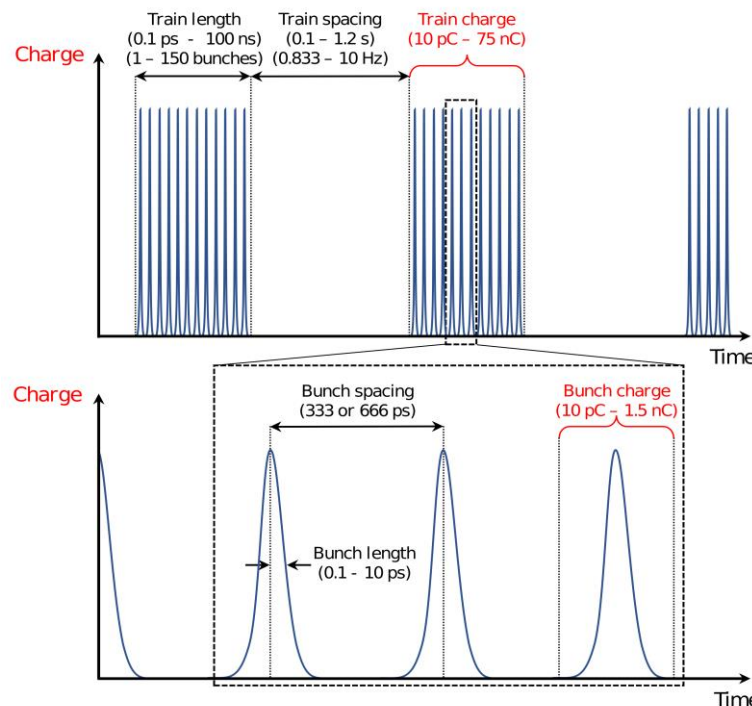 Train length
(0.1 ps - 100 ns)
(1 – 150 bunches)
Train spacing
(0.1 – 1.2 s)
(0.833 – 10 Hz)
Train charge
(10 pC – 75 nC)
Charge
Time
Charge
Bunch spacing
(333 or 666 ps)
Bunch charge
(10 pC – 1.5 nC)
Bunch length
(0.1 - 10 ps)
Time